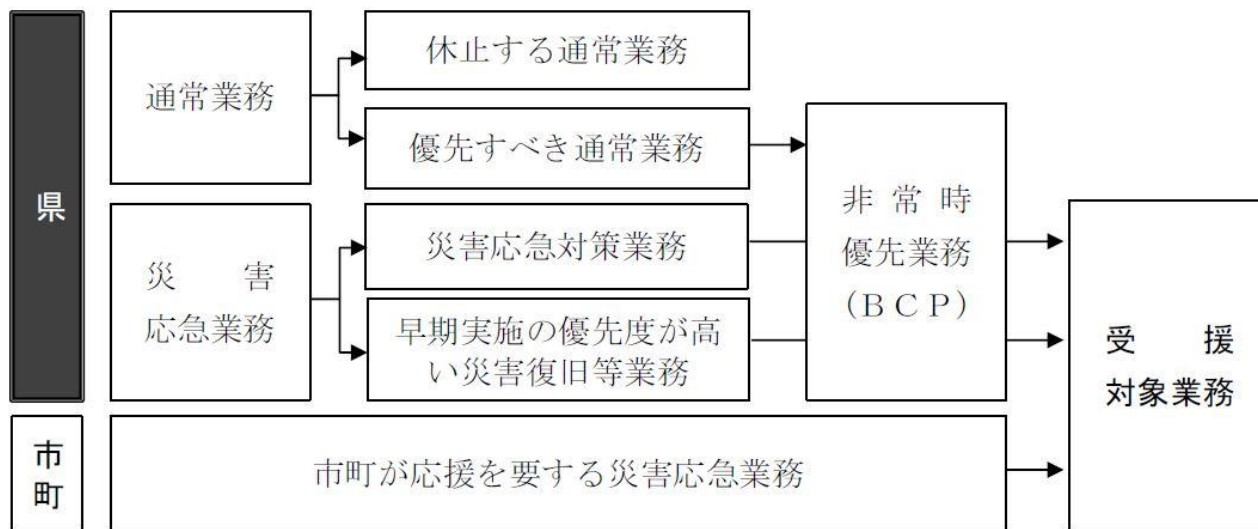 県
通常業務
休止する通常業務
優先すべき通常業務
災　　害
応急業務
災害応急対策業務
早期実施の優先度が高
い災害復旧等業務
非 常 時
優先業務
（ＢＣＰ）
受　　援
対象業務
市
町
市町が応援を要する災害応急業務